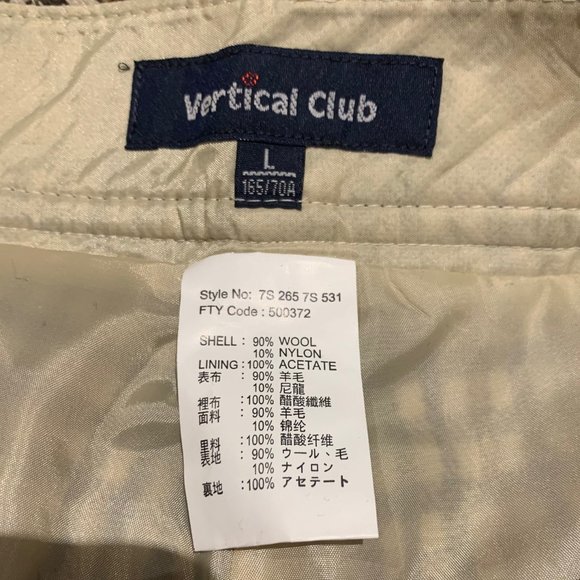 Vertical Club
L
165/70A
Style No: 7S 265 7S 531
FTY Code : 500372
SHELL : 90% WOOL
10% NYLON
LINING :100% ACETATE
表布 : 90% 羊毛
10% 尼龍
裡布 :100% 醋酸纖維
面料 : 90% 羊毛
10% 锦纶
里料 :100% 醋酸纤维
表地 : 90% ウール・毛
10% ナイロン
裏地 :100% アセテート